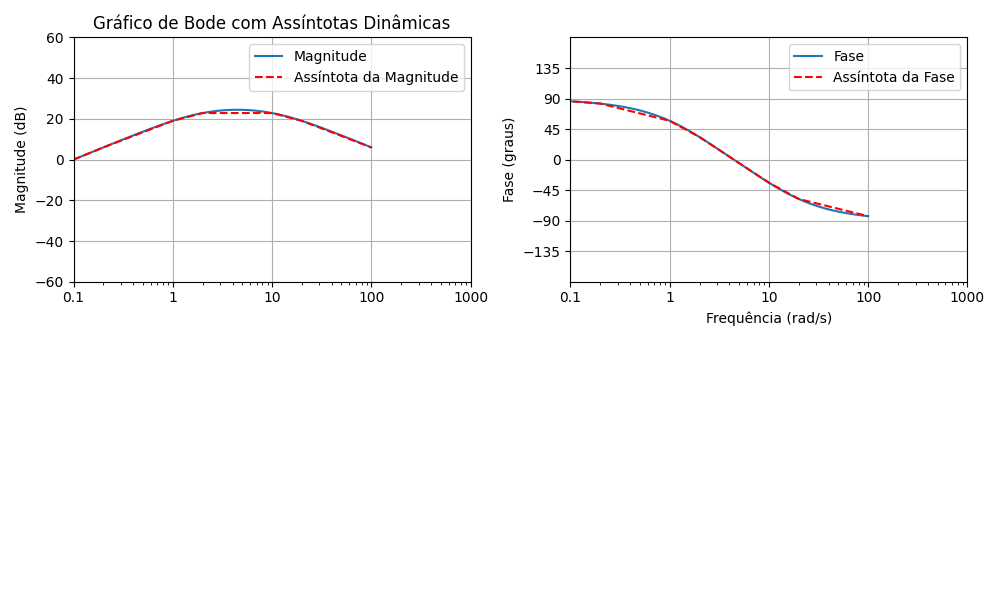 Gráfico de Bode com Assíntotas Dinâmicas
Magnitude (dB)
60
40
20
0
−20
−40
−60
0.1 1 10 100 1000
Magnitude
Assíntota da Magnitude
Fase (graus)
135
90
45
0
−45
−90
−135
0.1 1 10 100 1000
Frequência (rad/s)
Fase
Assíntota da Fase